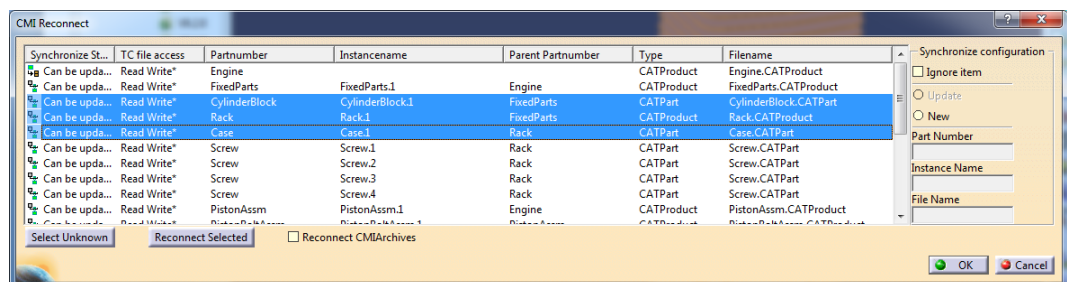 CMI Reconnect
Synchronize St... TC file access Partnumber Instancename Parent Partnumber Type Filename Synchronize configuration
Can be upda... Read Write* Engine CATProduct Engine.CATProduct Ignore item
Can be upda... Read Write* FixedParts FixedParts.1 Engine CATProduct FixedParts.CATProduct
Can be upda... Read Write* CylinderBlock CylinderBlock.1 FixedParts CATPart CylinderBlock.CATPart Update
Can be upda... Read Write* Rack Rack.1 FixedParts CATProduct Rack.CATProduct New
Can be upda... Read Write* Case Case.1 Rack CATPart Case.CATPart Part Number
Can be upda... Read Write* Screw Screw.1 Rack CATPart Screw.CATPart
Can be upda... Read Write* Screw Screw.2 Rack CATPart Screw.CATPart Instance Name
Can be upda... Read Write* Screw Screw.3 Rack CATPart Screw.CATPart
Can be upda... Read Write* Screw Screw.4 Rack CATPart Screw.CATPart File Name
Can be upda... Read Write* PistonAssm PistonAssm.1 Engine CATProduct PistonAssm.CATProduct
Select Unknown Reconnect Selected Reconnect CMIArchives
OK Cancel